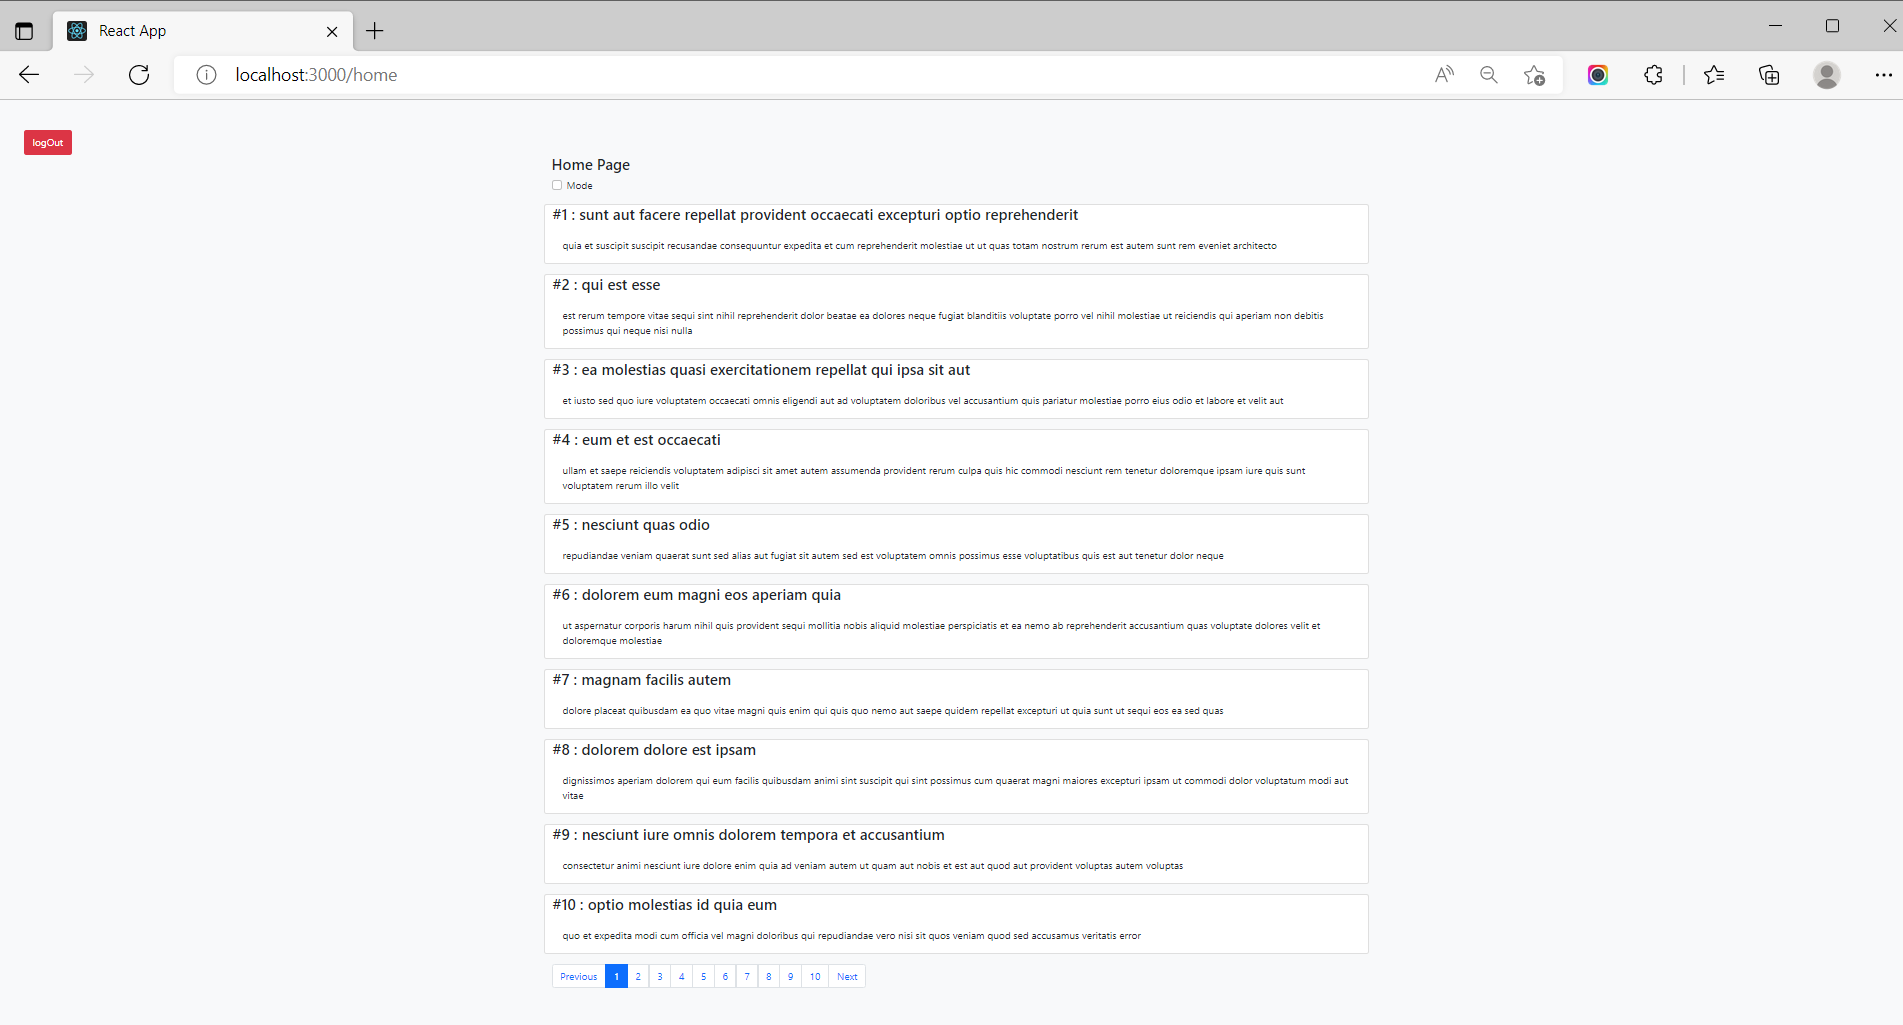 React App
localhost:3000/home
logOut
Home Page
Mode
#1 : sunt aut facere repellat provident occaecati excepturi optio reprehenderit
quia et suscipit suscipit recusandae consequuntur expedita et cum reprehenderit molestiae ut ut quas totam nostrum rerum est autem sunt rem eveniet architecto
#2 : qui est esse
est rerum tempore vitae sequi sint nihil reprehenderit dolor beatae ea dolores neque fugiat blanditiis voluptate porro vel nihil molestiae ut reiciendis qui aperiam non debitis
possimus qui neque nisi nulla
#3 : ea molestias quasi exercitationem repellat qui ipsa sit aut
et iusto sed quo iure voluptatem occaecati omnis eligendi aut ad voluptatem doloribus vel accusantium quis pariatur molestiae porro eius odio et labore et velit aut
#4 : eum et est occaecati
ullam et saepe reiciendis voluptatem adipisci sit amet autem assumenda provident rerum culpa quis hic commodi nesciunt rem tenetur doloremque ipsam iure quis sunt
voluptatem rerum illo velit
#5 : nesciunt quas odio
repudiandae veniam quaerat sunt sed alias aut fugiat sit autem sed est voluptatem omnis possimus esse voluptatibus quis est aut tenetur dolor neque
#6 : dolorem eum magni eos aperiam quia
ut aspernatur corporis harum nihil quis provident sequi mollitia nobis aliquid molestiae perspiciatis et ea nemo ab reprehenderit accusantium quas voluptate dolores velit et
doloremque molestiae
#7 : magnam facilis autem
dolore placeat quibusdam ea quo vitae magni quis enim qui quis quo nemo aut saepe quidem repellat excepturi ut quia sunt ut sequi eos ea sed quas
#8 : dolorem dolore est ipsam
dignissimos aperiam dolorem qui eum facilis quibusdam animi sint suscipit qui sint possimus cum quaerat magni maiores excepturi ipsam ut commodi dolor voluptatum modi aut
vitae
#9 : nesciunt iure omnis dolorem tempora et accusantium
consectetur animi nesciunt iure dolore enim quia ad veniam autem ut quam aut nobis et est aut quod aut provident voluptas autem voluptas
#10 : optio molestias id quia eum
quo et expedita modi cum officia vel magni doloribus qui repudiandae vero nisi sit quos veniam quod sed accusamus veritatis error
Previous 1 2 3 4 5 6 7 8 9 10 Next